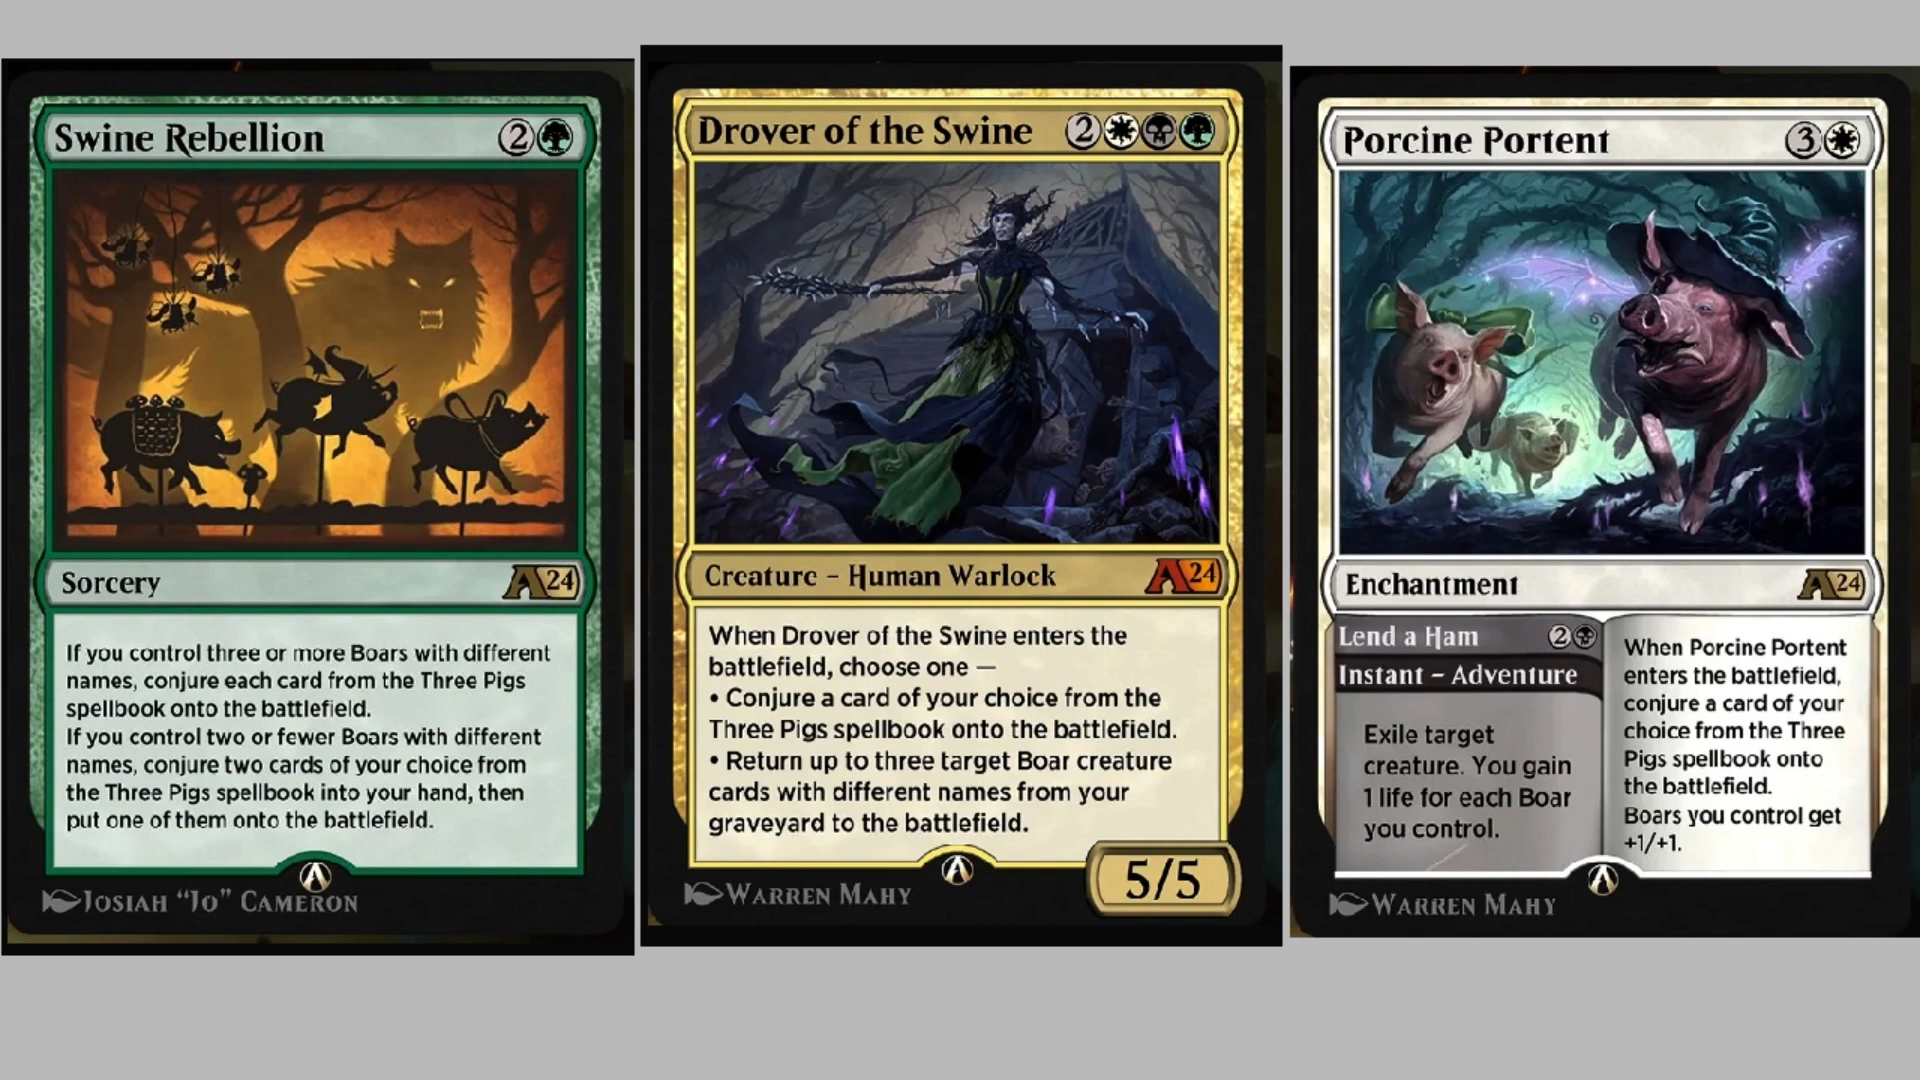 Swine Rebellion 2
Sorcery A24
If you control three or more Boars with different
names, conjure each card from the Three Pigs
spellbook onto the battlefield.
If you control two or fewer Boars with different
names, conjure two cards of your choice from
the Three Pigs spellbook into your hand, then
put one of them onto the battlefield.
Josiah “Jo” Cameron
Drover of the Swine 2
Creature – Human Warlock A24
When Drover of the Swine enters the
battlefield, choose one —
• Conjure a card of your choice from the
Three Pigs spellbook onto the battlefield.
• Return up to three target Boar creature
cards with different names from your
graveyard to the battlefield.
5/5
Warren Mahy
Porcine Portent 3
Enchantment A24
Lend a Ham 2
Instant – Adventure
Exile target
creature. You gain
1 life for each Boar
you control.
When Porcine Portent
enters the battlefield,
conjure a card of your
choice from the Three
Pigs spellbook onto
the battlefield.
Boars you control get
+1/+1.
Warren Mahy